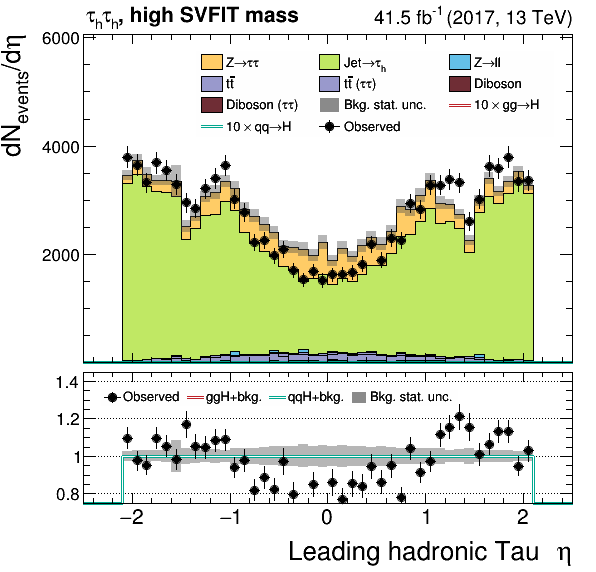 τhτh, high SVFIT mass 41.5 fb⁻¹ (2017, 13 TeV)
dNevents/dη
6000
4000
2000
Z→ττ Jet→τh Z→ll
tt̄ tt̄ (ττ) Diboson
Diboson (ττ) Bkg. stat. unc. 10 × gg→H
10 × qq→H Observed
1.4
1.2
1
0.8
Observed ggH+bkg. qqH+bkg. Bkg. stat. unc.
−2 −1 0 1 2
Leading hadronic Tau η